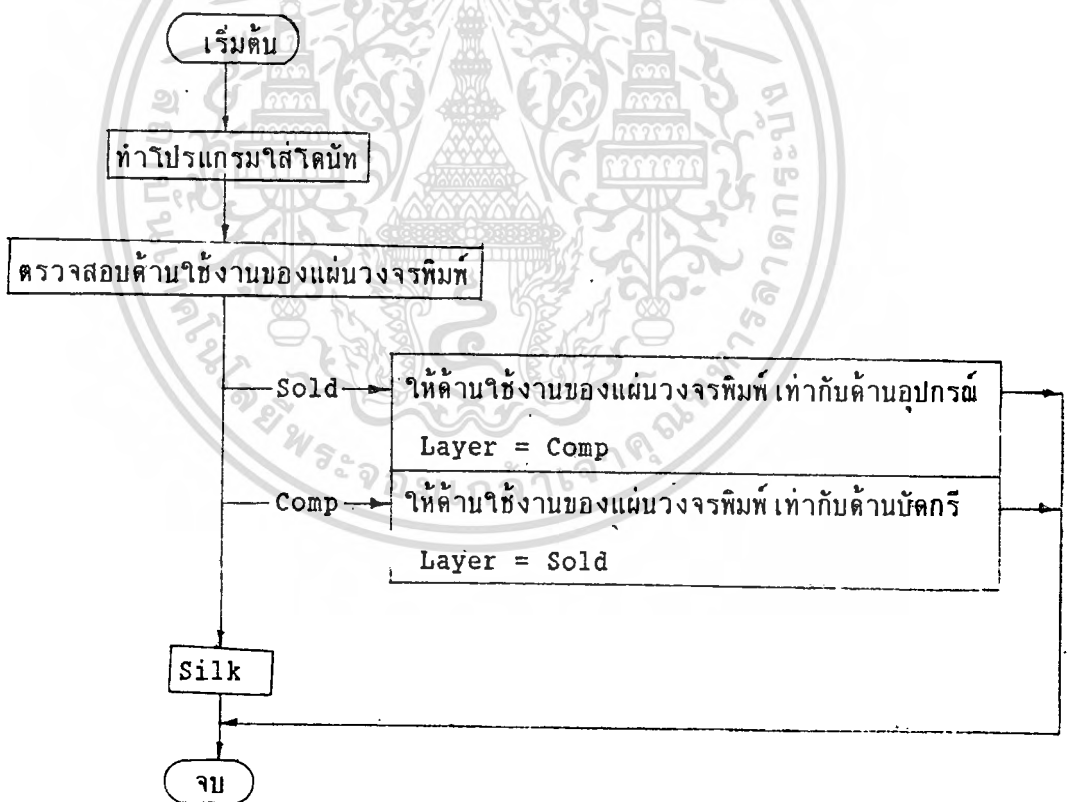 เริ่มต้น
ทำโปรแกรมใส่โดนัท
ตรวจสอบด้านใช้งานของแผ่นวงจรพิมพ์
Sold
ให้ด้านใช้งานของแผ่นวงจรพิมพ์ เท่ากับด้านอุปกรณ์
Layer = Comp
Comp
ให้ด้านใช้งานของแผ่นวงจรพิมพ์ เท่ากับด้านบัดกรี
Layer = Sold
Silk
จบ